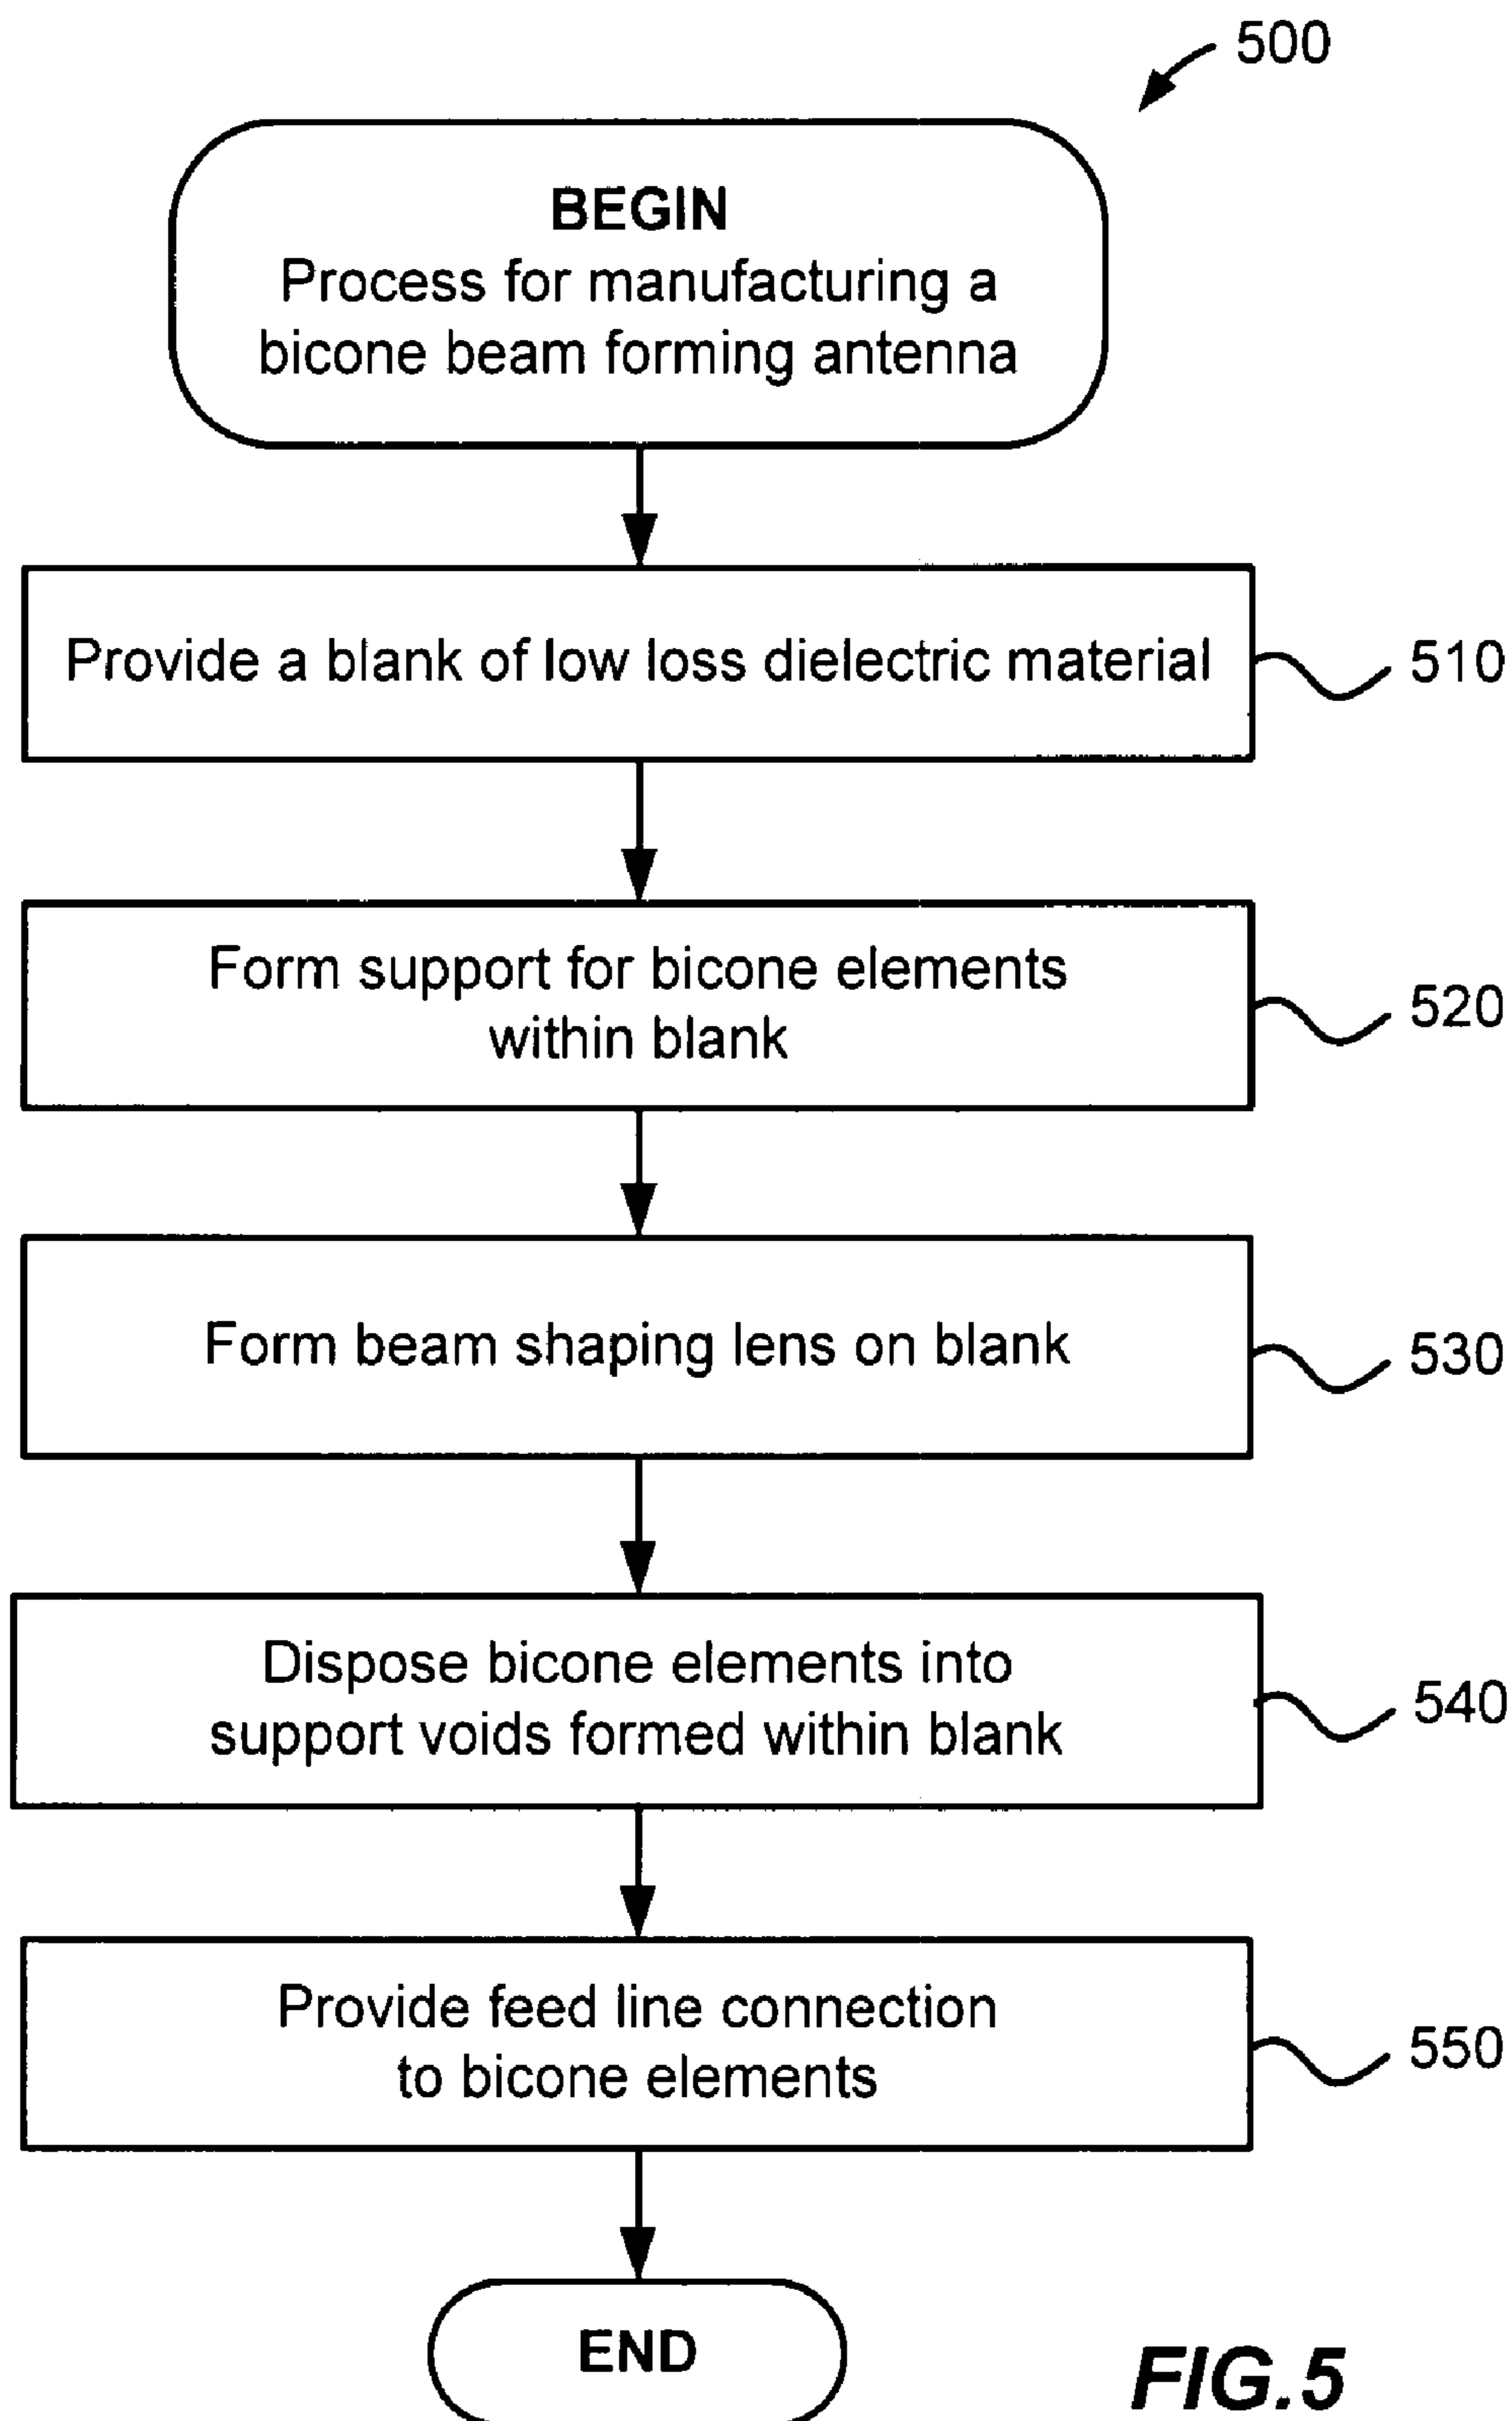 500
BEGIN
Process for manufacturing a
bicone beam forming antenna
Provide a blank of low loss dielectric material
510
Form support for bicone elements
within blank
520
Form beam shaping lens on blank
530
Dispose bicone elements into
support voids formed within blank
540
Provide feed line connection
to bicone elements
550
END
FIG.5